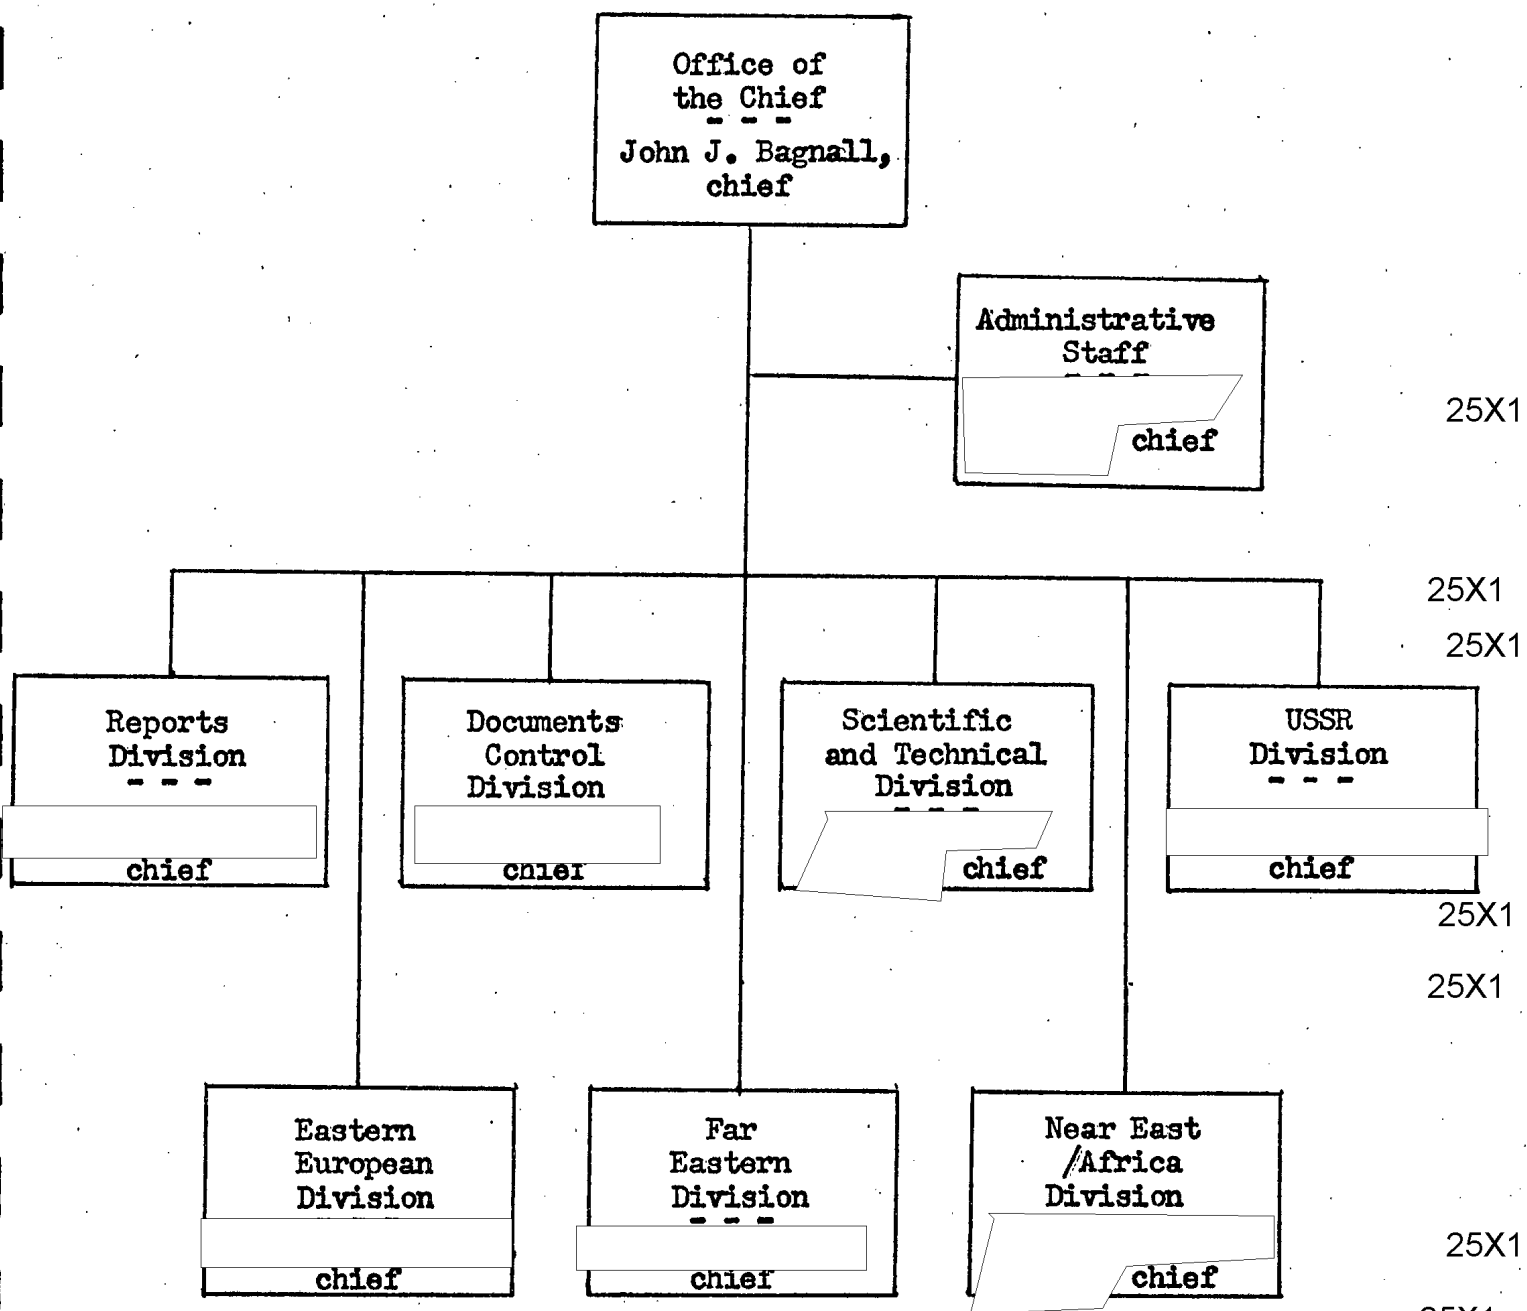 Office of
the Chief
- - -
John J. Bagnall,
chief
Administrative
Staff
- - -
chief
25X1
25X1
25X1
Reports
Division
- - -
chief
Documents
Control
Division
chief
Scientific
and Technical
Division
- - -
chief
USSR
Division
- - -
chief
25X1
25X1
Eastern
European
Division
chief
Far
Eastern
Division
- - -
chief
Near East
/Africa
Division
chief
25X1
25X1